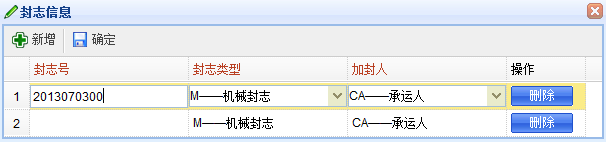 封志信息
新增 确定
封志号 封志类型 加封人 操作
1 2013070300 M——机械封志 CA——承运人 删除
2 M——机械封志 CA——承运人 删除